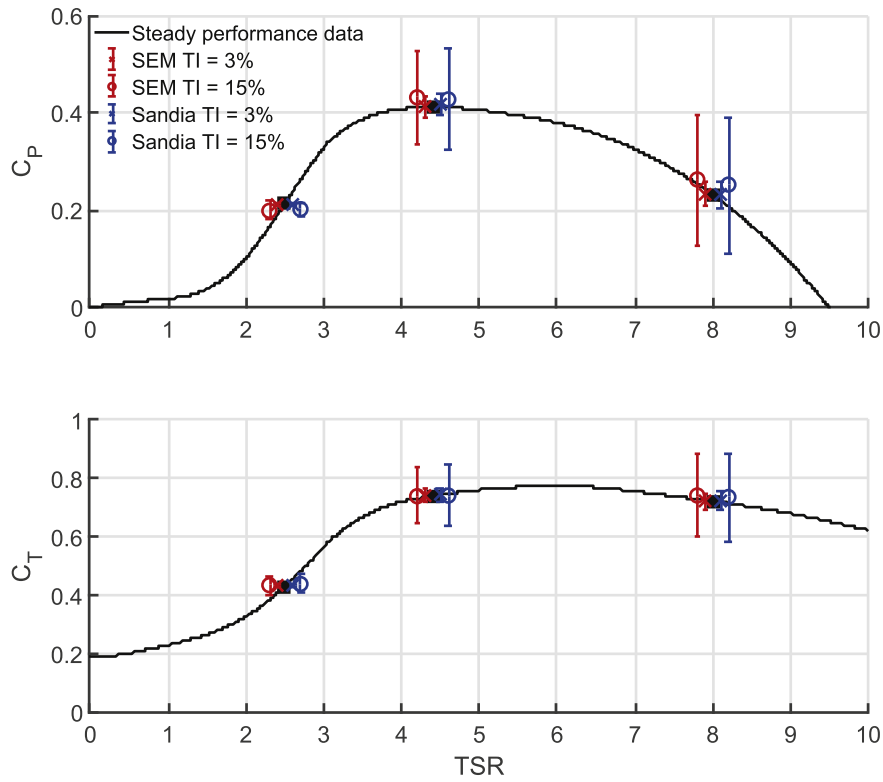 0.6
Steady performance data
SEM TI = 3%
SEM TI = 15%
Sandia TI = 3%
Sandia TI = 15%
0.4
0.2
0
C_P
0 1 2 3 4 5 6 7 8 9 10
1
0.8
0.6
0.4
0.2
0
C_T
0 1 2 3 4 5 6 7 8 9 10
TSR